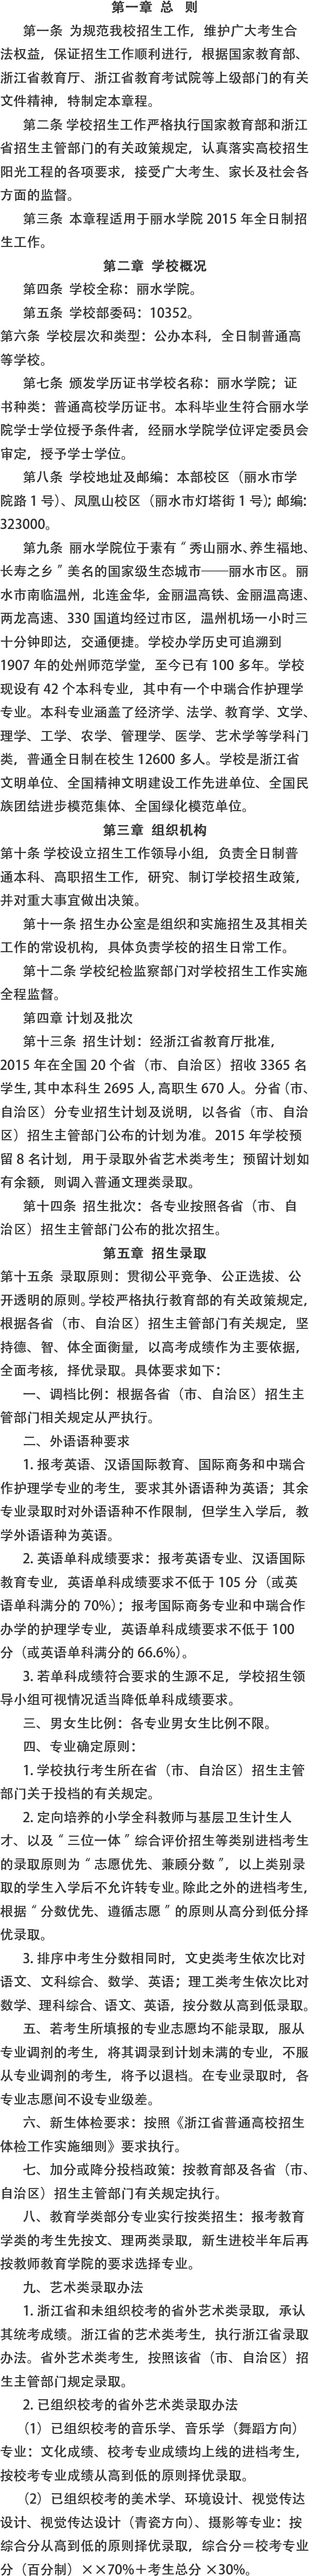 第一章 总 则
第一条 为规范我校招生工作，维护广大考生合
法权益，保证招生工作顺利进行，根据国家教育部、
浙江省教育厅、浙江省教育考试院等上级部门的有关
文件精神，特制定本章程。
第二条 学校招生工作严格执行国家教育部和浙江
省招生主管部门的有关政策规定，认真落实高校招生
阳光工程的各项要求，接受广大考生、家长及社会各
方面的监督。
第三条 本章程适用于丽水学院 2015 年全日制招
生工作。
第二章 学校概况
第四条 学校全称：丽水学院。
第五条 学校部委码：10352。
第六条 学校层次和类型：公办本科，全日制普通高
等学校。
第七条 颁发学历证书学校名称：丽水学院；证
书种类：普通高校学历证书。本科毕业生符合丽水学
院学士学位授予条件者，经丽水学院学位评定委员会
审定，授予学士学位。
第八条 学校地址及邮编：本部校区（丽水市学
院路 1 号）、凤凰山校区（丽水市灯塔街 1 号）；邮编：
323000。
第九条 丽水学院位于素有＂秀山丽水、养生福地、
长寿之乡＂美名的国家级生态城市——丽水市区。丽
水市南临温州，北连金华，金丽温高铁、金丽温高速、
两龙高速、330 国道均经过市区，温州机场一小时三
十分钟即达，交通便捷。学校办学历史可追溯到
1907 年的处州师范学堂，至今已有 100 多年。学校
现设有 42 个本科专业，其中有一个中瑞合作护理学
专业。本科专业涵盖了经济学、法学、教育学、文学、
理学、工学、农学、管理学、医学、艺术学等学科门
类，普通全日制在校生 12600 多人。学校是浙江省
文明单位、全国精神文明建设工作先进单位、全国民
族团结进步模范集体、全国绿化模范单位。
第三章 组织机构
第十条 学校设立招生工作领导小组，负责全日制普
通本科、高职招生工作，研究、制订学校招生政策，
并对重大事宜做出决策。
第十一条 招生办公室是组织和实施招生及其相关
工作的常设机构，具体负责学校的招生日常工作。
第十二条 学校纪检监察部门对学校招生工作实施
全程监督。
第四章 计划及批次
第十三条 招生计划：经浙江省教育厅批准，
2015 年在全国 20 个省（市、自治区）招收 3365 名
学生, 其中本科生 2695 人, 高职生 670 人。分省（市、
自治区）分专业招生计划及说明，以各省（市、自治
区）招生主管部门公布的计划为准。2015 年学校预
留 8 名计划，用于录取外省艺术类考生；预留计划如
有余额，则调入普通文理类录取。
第十四条 招生批次：各专业按照各省（市、自
治区）招生主管部门公布的批次招生。
第五章 招生录取
第十五条 录取原则：贯彻公平竞争、公正选拔、公
开透明的原则。学校严格执行教育部的有关政策规定，
根据各省（市、自治区）招生主管部门有关规定，坚
持德、智、体全面衡量，以高考成绩作为主要依据，
全面考核，择优录取。具体要求如下：
一、调档比例：根据各省（市、自治区）招生主
管部门相关规定从严执行。
二、外语语种要求
1. 报考英语、汉语国际教育、国际商务和中瑞合
作护理学专业的考生，要求其外语语种为英语；其余
专业录取时对外语语种不作限制，但学生入学后，教
学外语语种为英语。
2. 英语单科成绩要求：报考英语专业、汉语国际
教育专业，英语单科成绩要求不低于 105 分（或英
语单科满分的 70%）；报考国际商务专业和中瑞合作
办学的护理学专业，英语单科成绩要求不低于 100
分（或英语单科满分的 66.6%）。
3. 若单科成绩符合要求的生源不足，学校招生领
导小组可视情况适当降低单科成绩要求。
三、男女生比例：各专业男女生比例不限。
四、专业确定原则：
1. 学校执行考生所在省（市、自治区）招生主管
部门关于投档的有关规定。
2. 定向培养的小学全科教师与基层卫生计生人
才、以及＂三位一体＂综合评价招生等类别进档考生
的录取原则为＂志愿优先、兼顾分数＂，以上类别录
取的学生入学后不允许转专业。除此之外的进档考生，
根据＂分数优先、遵循志愿＂的原则从高分到低分择
优录取。
3. 排序中考生分数相同时，文史类考生依次比对
语文、文科综合、数学、英语；理工类考生依次比对
数学、理科综合、语文、英语，按分数从高到低录取。
五、若考生所填报的专业志愿均不能录取，服从
专业调剂的考生，将其调录到计划未满的专业，不服
从专业调剂的考生，将予以退档。在专业录取时，各
专业志愿间不设专业级差。
六、新生体检要求：按照《浙江省普通高校招生
体检工作实施细则》要求执行。
七、加分或降分投档政策：按教育部及各省（市、
自治区）招生主管部门有关规定执行。
八、教育学类部分专业实行按类招生：报考教育
学类的考生先按文、理两类录取，新生进校半年后再
按教师教育学院的要求选择专业。
九、艺术类录取办法
1. 浙江省和未组织校考的省外艺术类录取，承认
其统考成绩。浙江省的艺术类考生，执行浙江省录取
办法。省外艺术类考生，按照该省（市、自治区）招
生主管部门规定录取。
2. 已组织校考的省外艺术类录取办法
（1）已组织校考的音乐学、音乐学（舞蹈方向）
专业：文化成绩、校考专业成绩均上线的进档考生，
按校考专业成绩从高到低的原则择优录取。
（2）已组织校考的美术学、环境设计、视觉传达
设计、视觉传达设计（青瓷方向）、摄影等专业：按
综合分从高到低的原则择优录取，综合分＝校考专业
分（百分制）××70%＋考生总分 ×30%。